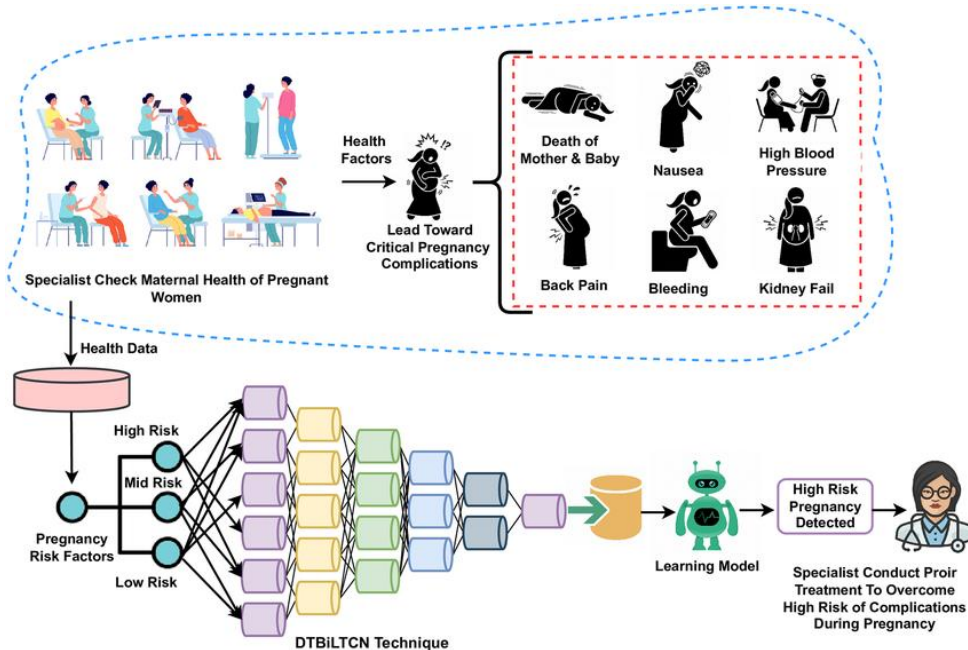 Health
Factors
!?
Lead Toward
Critical Pregnancy
Complications
Death of
Mother & Baby
Nausea
High Blood
Pressure
Back Pain
Bleeding
Kidney Fail
Specialist Check Maternal Health of Pregnant
Women
Health Data
High Risk
Mid Risk
Pregnancy
Risk Factors
Low Risk
DTBiLTCN Technique
Learning Model
High Risk
Pregnancy
Detected
Specialist Conduct Proir
Treatment To Overcome
High Risk of Complications
During Pregnancy